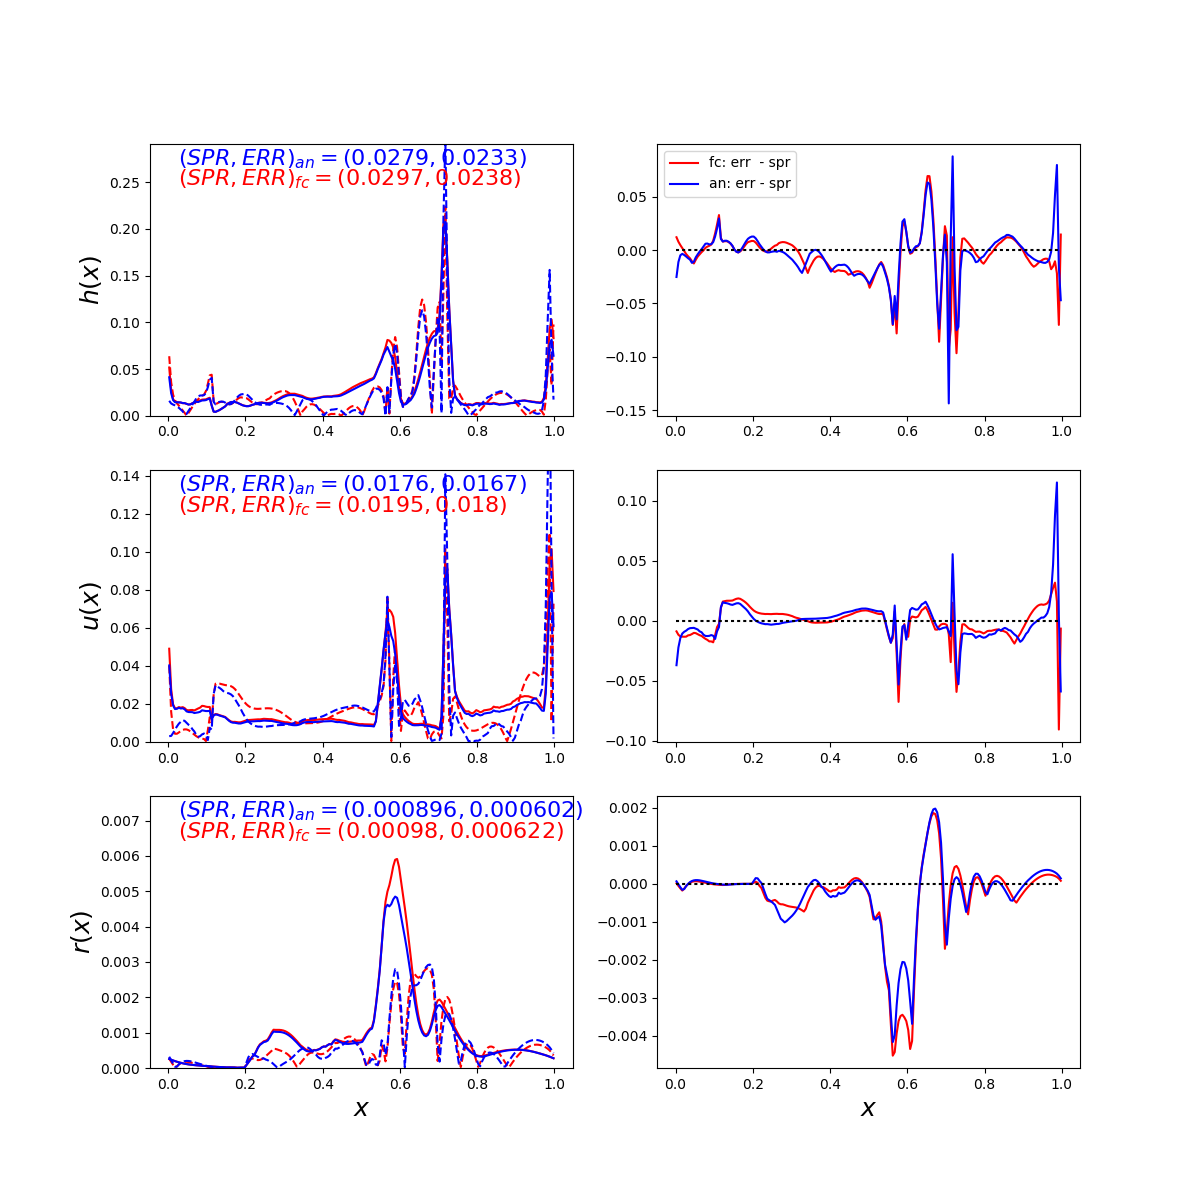 (SPR, ERR)an = (0.0279, 0.0233)
(SPR, ERR)fc = (0.0297, 0.0238)
h(x)
0.25
0.20
0.15
0.10
0.05
0.00
0.0 0.2 0.4 0.6 0.8 1.0
fc: err - spr
an: err - spr
0.05
0.00
−0.05
−0.10
−0.15
0.0 0.2 0.4 0.6 0.8 1.0
(SPR, ERR)an = (0.0176, 0.0167)
(SPR, ERR)fc = (0.0195, 0.018)
u(x)
0.14
0.12
0.10
0.08
0.06
0.04
0.02
0.00
0.0 0.2 0.4 0.6 0.8 1.0
0.10
0.05
0.00
−0.05
−0.10
0.0 0.2 0.4 0.6 0.8 1.0
(SPR, ERR)an = (0.000896, 0.000602)
(SPR, ERR)fc = (0.00098, 0.000622)
r(x)
0.007
0.006
0.005
0.004
0.003
0.002
0.001
0.000
0.0 0.2 0.4 0.6 0.8 1.0
x
0.002
0.001
0.000
−0.001
−0.002
−0.003
−0.004
0.0 0.2 0.4 0.6 0.8 1.0
x